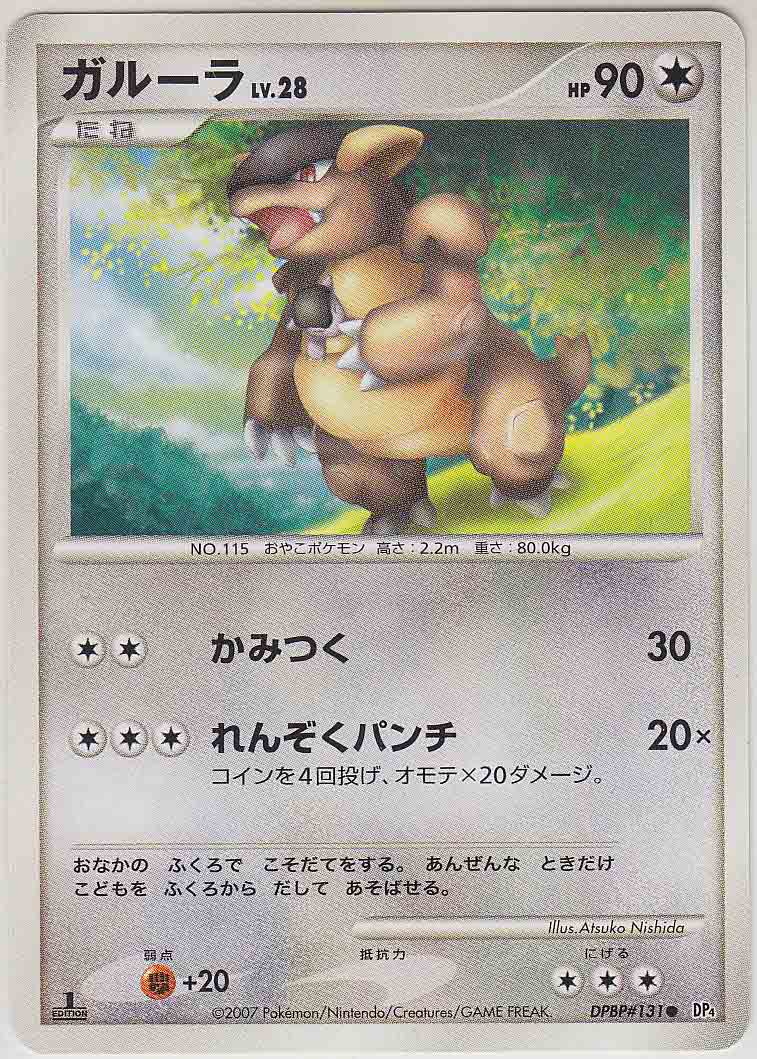 ガルーラ LV.28 HP 90
たね
NO.115 おやこポケモン 高さ:2.2m 重さ:80.0kg
かみつく 30
れんぞくパンチ 20×
コインを4回投げ、オモテ×20ダメージ。
おなかの ふくろで こそだてをする。 あんぜんな ときだけ
こどもを ふくろから だして あそばせる。
Illus.Atsuko Nishida
弱点 抵抗力 にげる
+20
1 EDITION ©2007 Pokémon/Nintendo/Creatures/GAME FREAK. DPBP#131 DP4